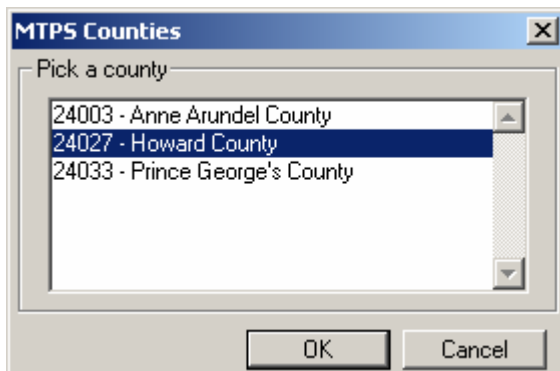 MTPS Counties
Pick a county
24003 - Anne Arundel County
24027 - Howard County
24033 - Prince George's County
OK
Cancel